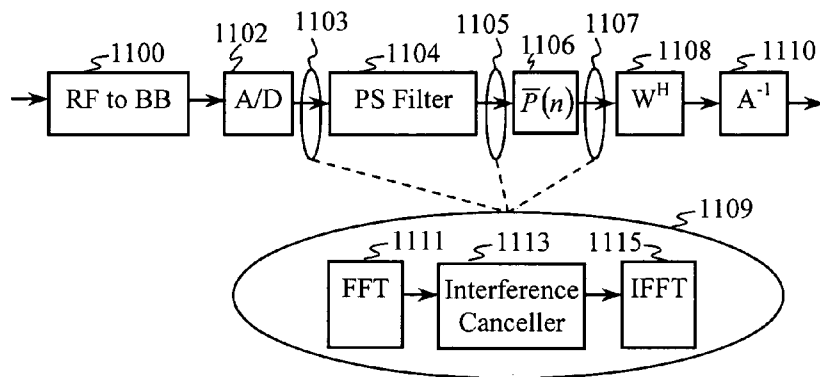 1100
1102
1103
1104
1105
1106
1107
1108
1110
RF to BB
A/D
PS Filter
P̅(n)
Wᴴ
A⁻¹
1109
1111
1113
1115
FFT
Interference
Canceller
IFFT